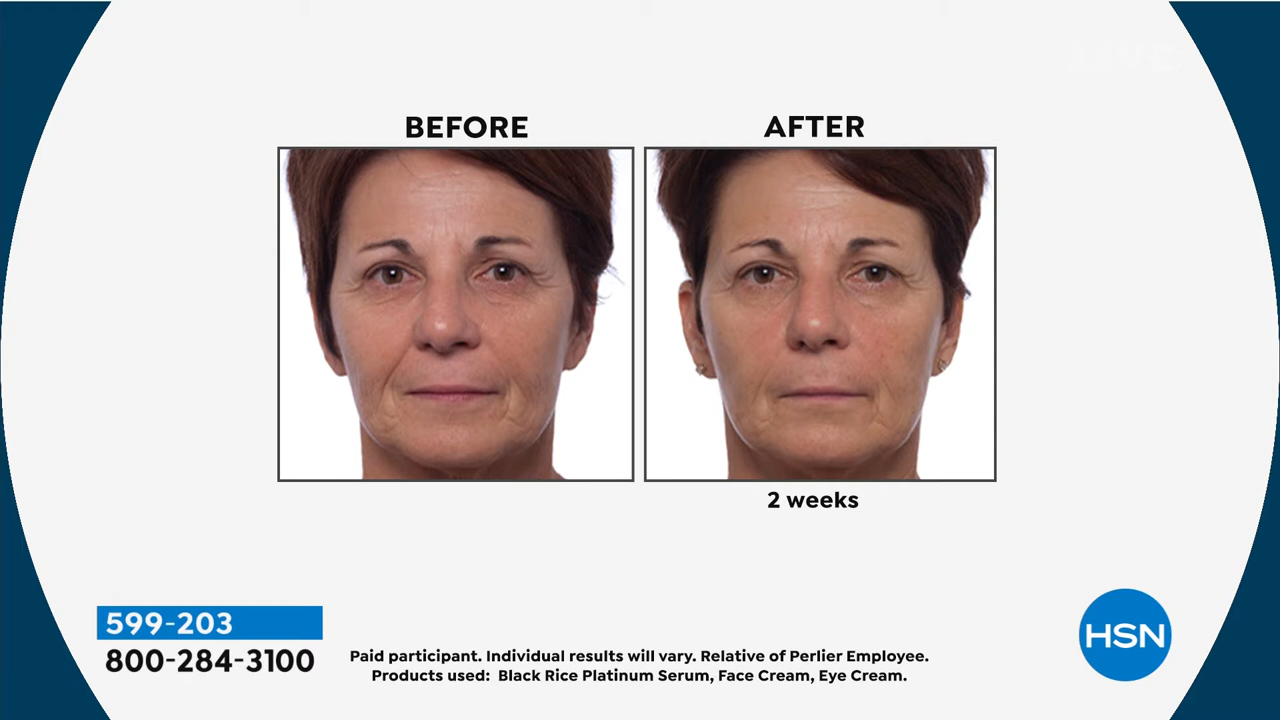 BEFORE
AFTER
2 weeks
599-203
800-284-3100
Paid participant. Individual results will vary. Relative of Perlier Employee.
Products used: Black Rice Platinum Serum, Face Cream, Eye Cream.
HSN